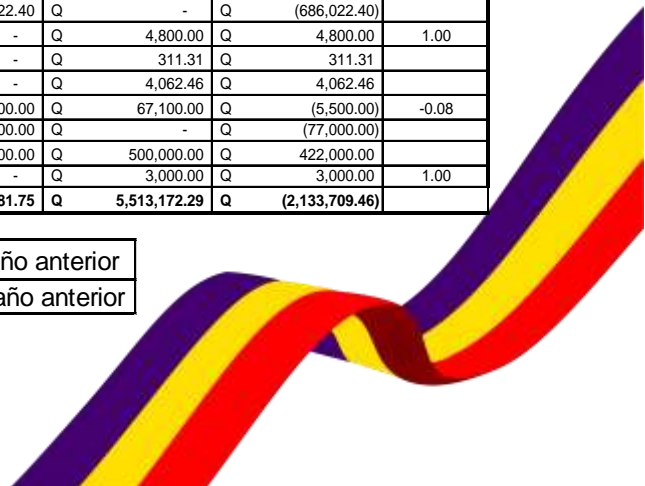 22.40 Q - Q (686,022.40)
- Q 4,800.00 Q 4,800.00 1.00
- Q 311.31 Q 311.31
- Q 4,062.46 Q 4,062.46
00.00 Q 67,100.00 Q (5,500.00) -0.08
00.00 Q - Q (77,000.00)
00.00 Q 500,000.00 Q 422,000.00
- Q 3,000.00 Q 3,000.00 1.00
81.75 Q 5,513,172.29 Q (2,133,709.46)
ño anterior
año anterior